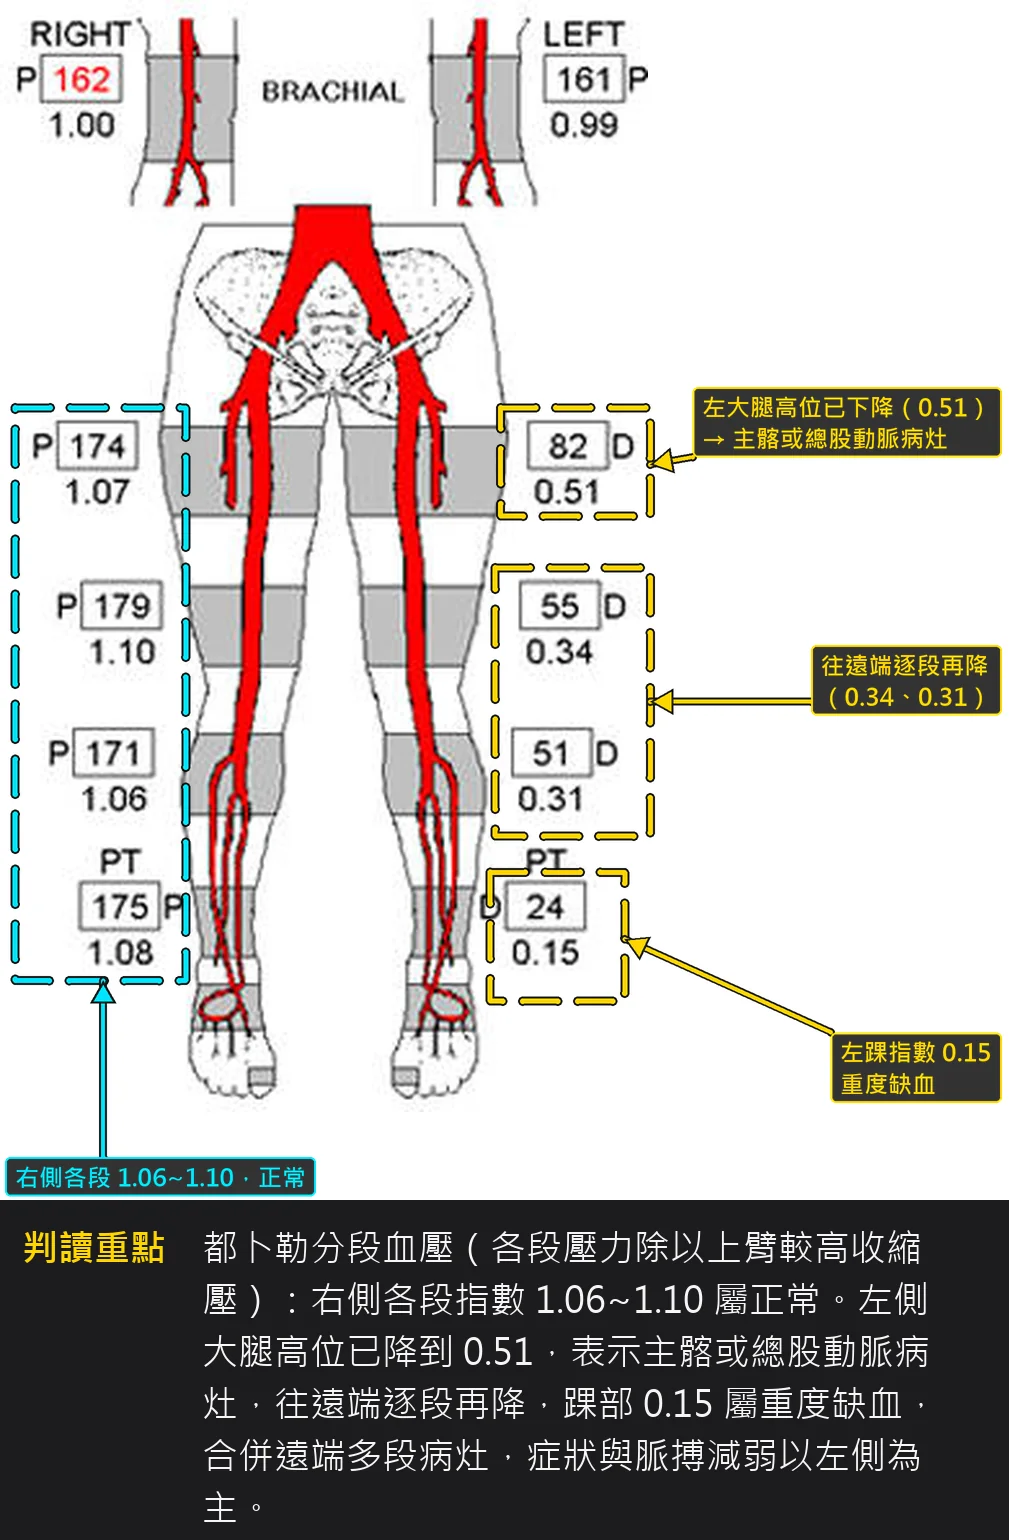 RIGHT
LEFT
P 162
161 P
1.00
BRACHIAL
0.99
P 174
1.07
82 D
0.51
左大腿高位已下降（0.51）
→ 主髂或總股動脈病灶
P 179
1.10
55 D
0.34
往遠端逐段再降
（0.34、0.31）
P 171
1.06
51 D
0.31
PT
175 P
1.08
PT
D 24
0.15
左踝指數 0.15
重度缺血
右側各段 1.06~1.10，正常
判讀重點
都卜勒分段血壓（各段壓力除以上臂較高收縮
壓）：右側各段指數 1.06~1.10 屬正常。左側
大腿高位已降到 0.51，表示主髂或總股動脈病
灶，往遠端逐段再降，踝部 0.15 屬重度缺血，
合併遠端多段病灶，症狀與脈搏減弱以左側為
主。